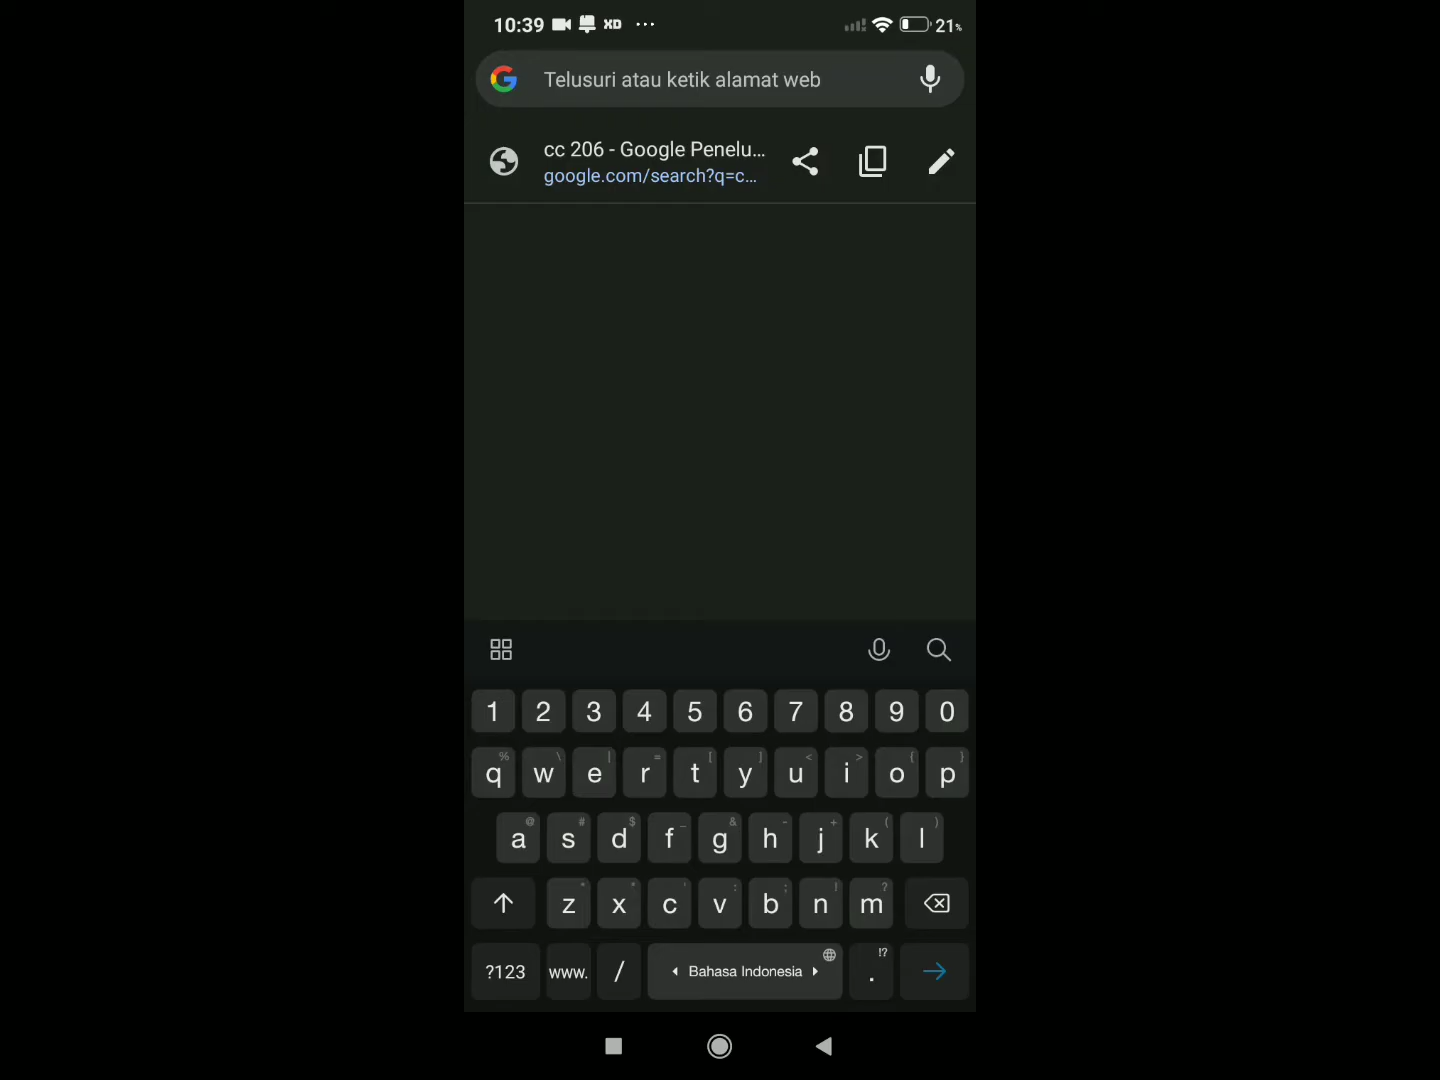 10:39 XD ... 21%
Telusuri atau ketik alamat web
cc 206 - Google Penelu...
google.com/search?q=c...
1 2 3 4 5 6 7 8 9 0
% \ | = [ ] < > { }
q w e r t y u i o p
@ # $ _ & - + ( )
a s d f g h j k l
z x c v b n m
: ; ! ?
!?
?123 www. / Bahasa Indonesia .